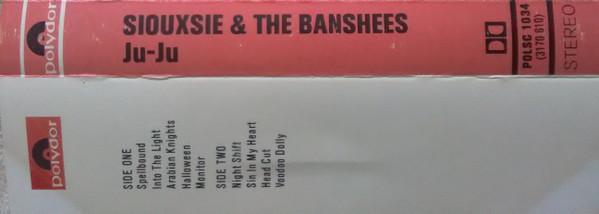 polydor
SIOUXSIE & THE BANSHEES
Ju-Ju
POLSC 1034
(3170 610)
STEREO
polydor
SIDE ONE
Spellbound
Into The Light
Arabian Knights
Halloween
Monitor
SIDE TWO
Night Shift
Sin In My Heart
Head Cut
Voodoo Dolly